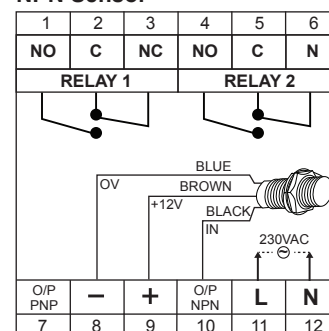 NPN Sensor
1 2 3 4 5 6
NO C NC NO C N
RELAY 1 RELAY 2
BLUE
OV BROWN
+12V BLACK
IN
230VAC
O/P PNP − + O/P NPN L N
7 8 9 10 11 12